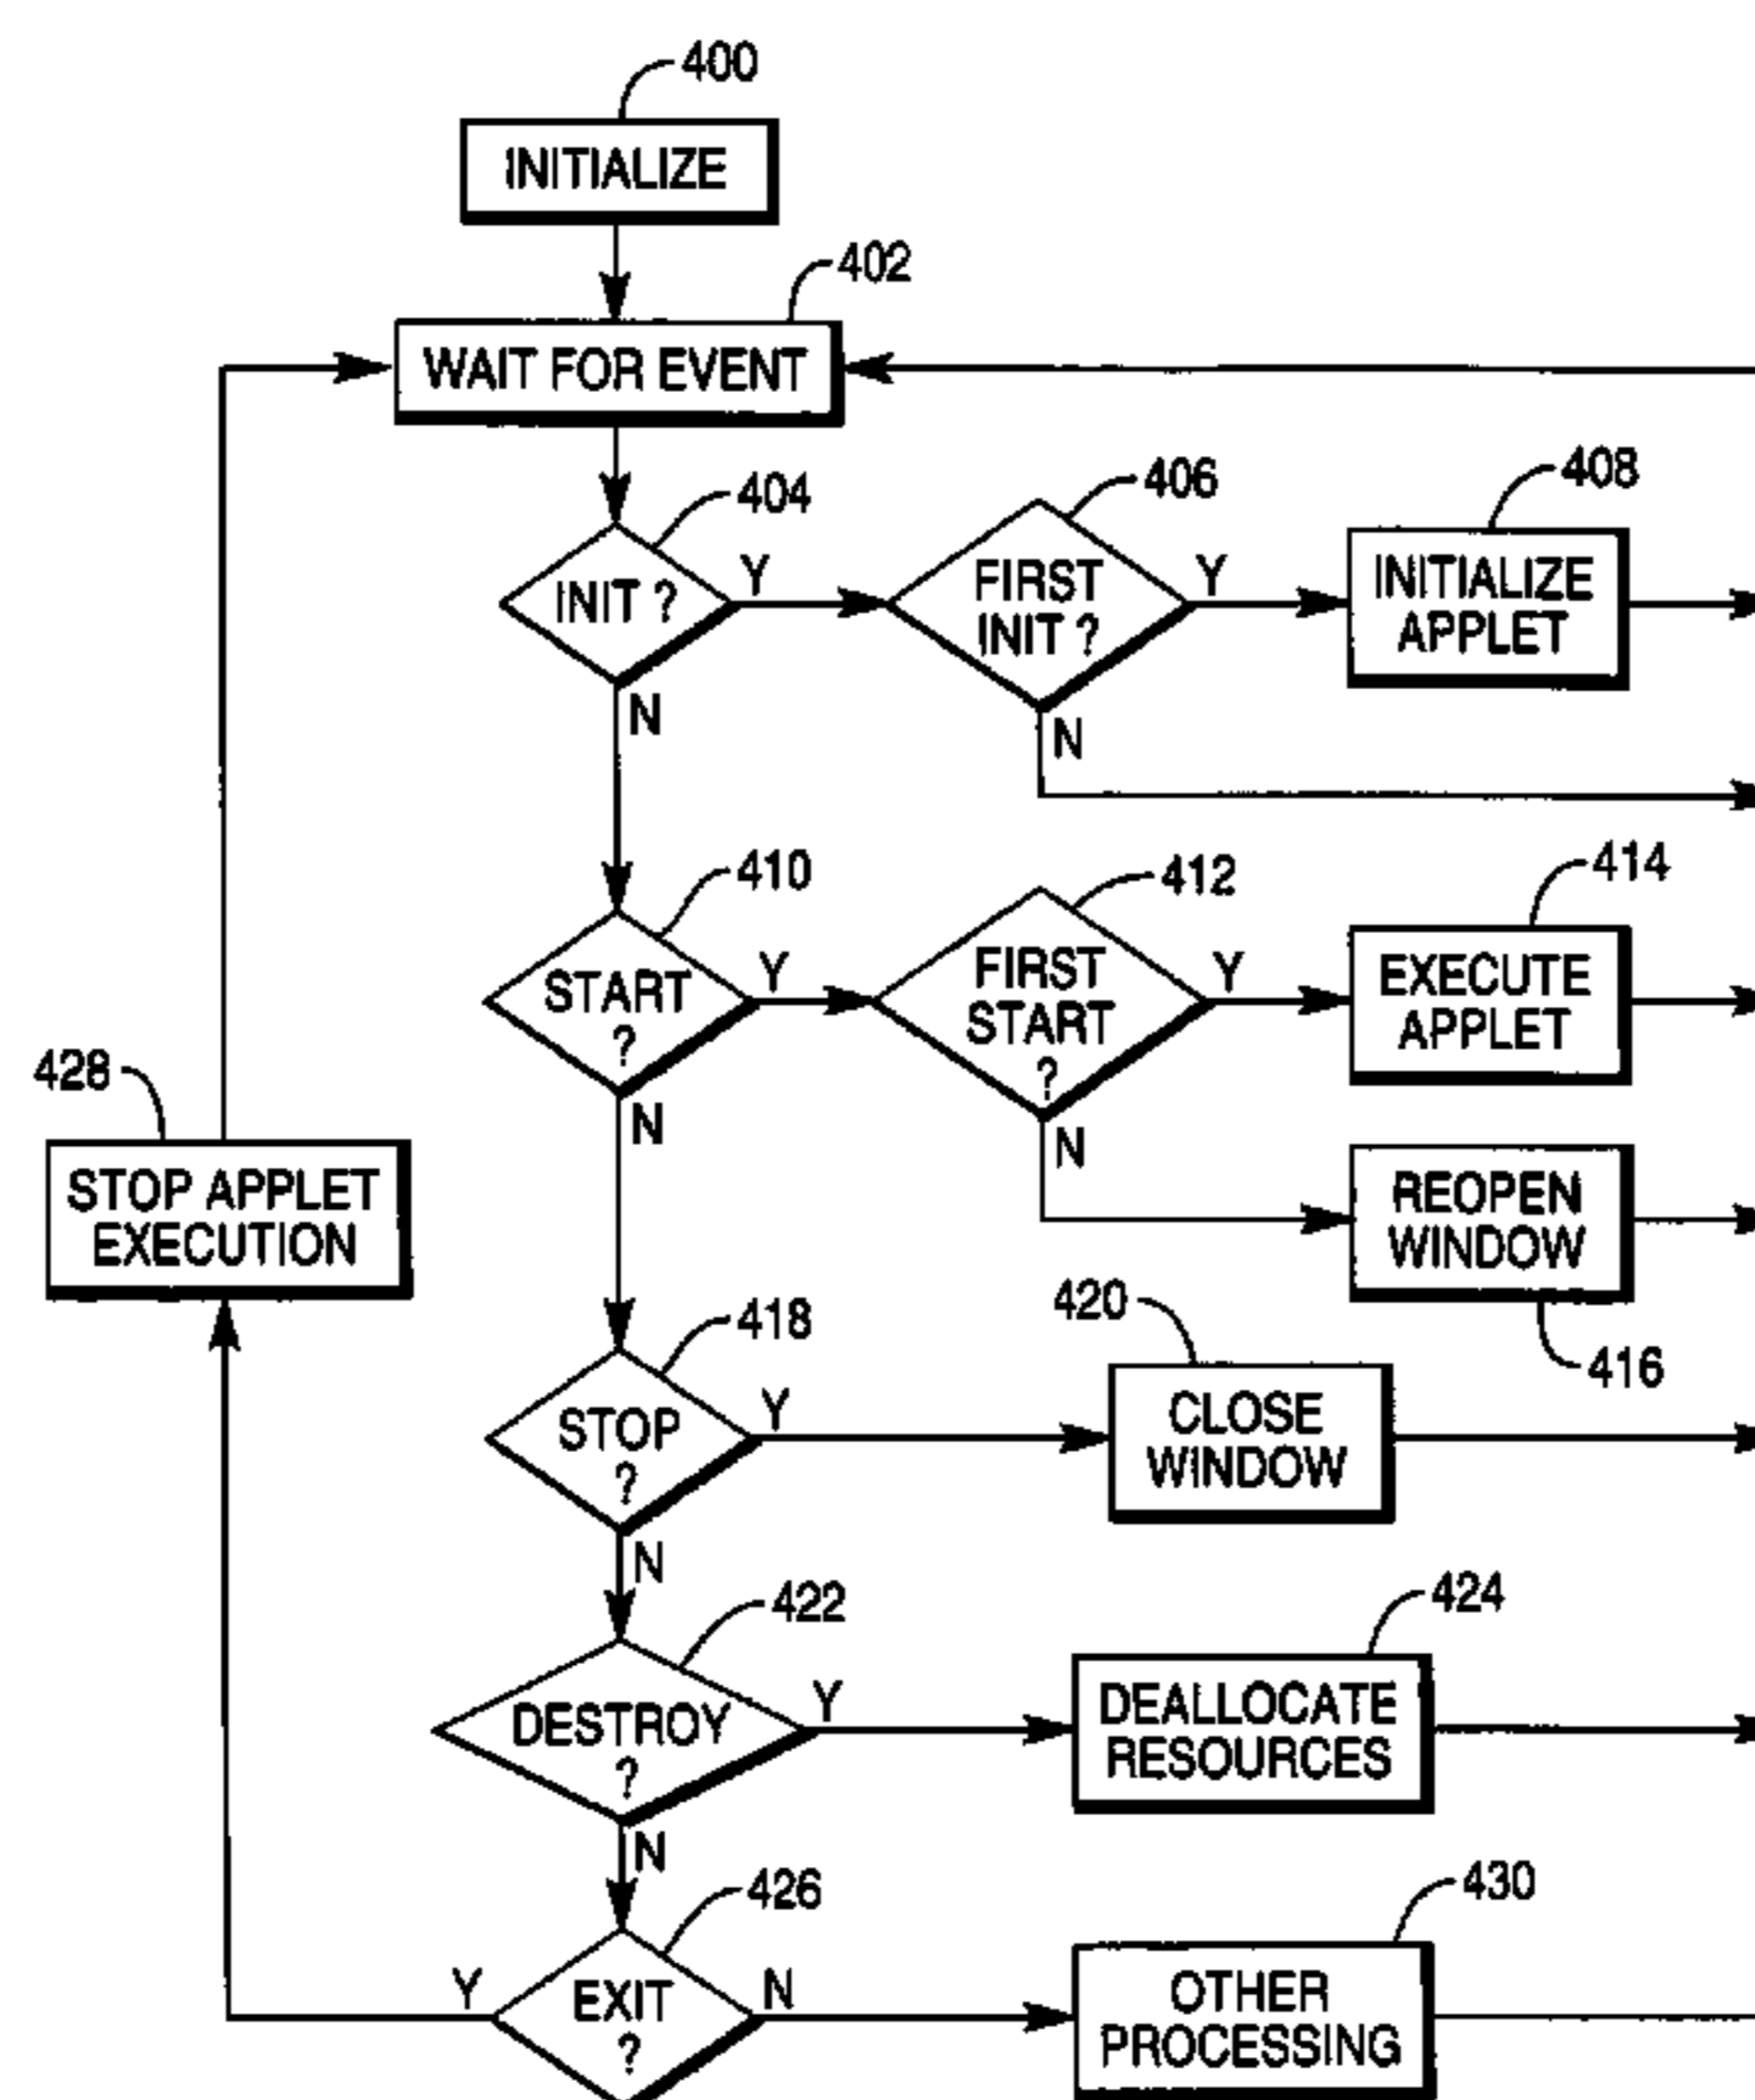 400
INITIALIZE
402
WAIT FOR EVENT
404
INIT ?
Y
N
406
FIRST
INIT ?
Y
N
408
INITIALIZE
APPLET
410
START
?
Y
N
412
FIRST
START
?
Y
N
414
EXECUTE
APPLET
REOPEN
WINDOW
416
428
STOP APPLET
EXECUTION
418
STOP
?
Y
N
420
CLOSE
WINDOW
422
DESTROY
?
Y
N
424
DEALLOCATE
RESOURCES
426
EXIT
?
Y
N
430
OTHER
PROCESSING